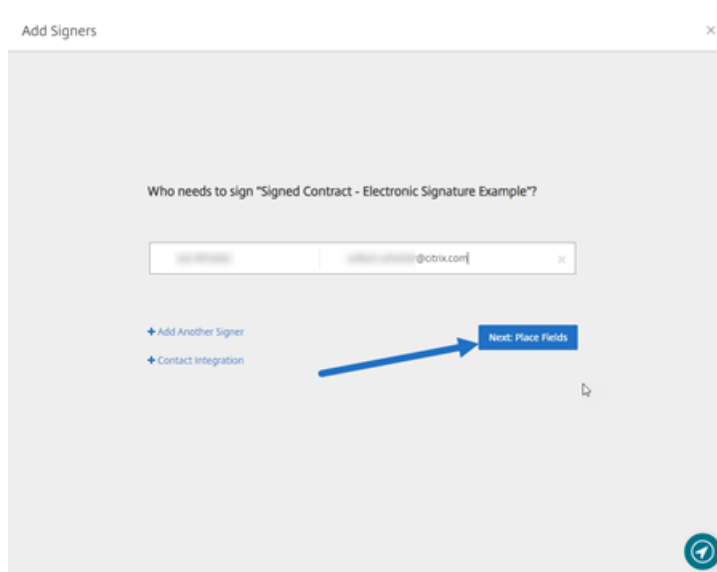 Add Signers
Who needs to sign "Signed Contract - Electronic Signature Example"?
@citrix.com
+ Add Another Signer
Next: Place Fields
+ Contact Integration